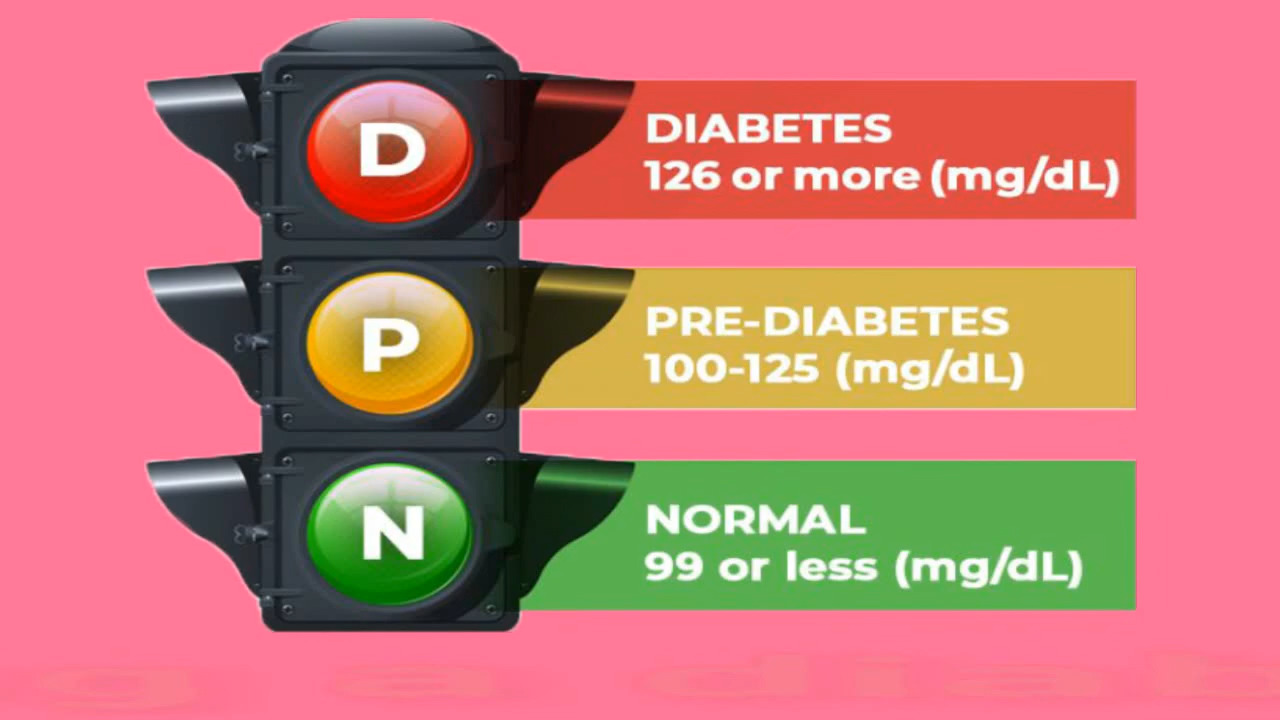 D
DIABETES
126 or more (mg/dL)
P
PRE-DIABETES
100-125 (mg/dL)
N
NORMAL
99 or less (mg/dL)